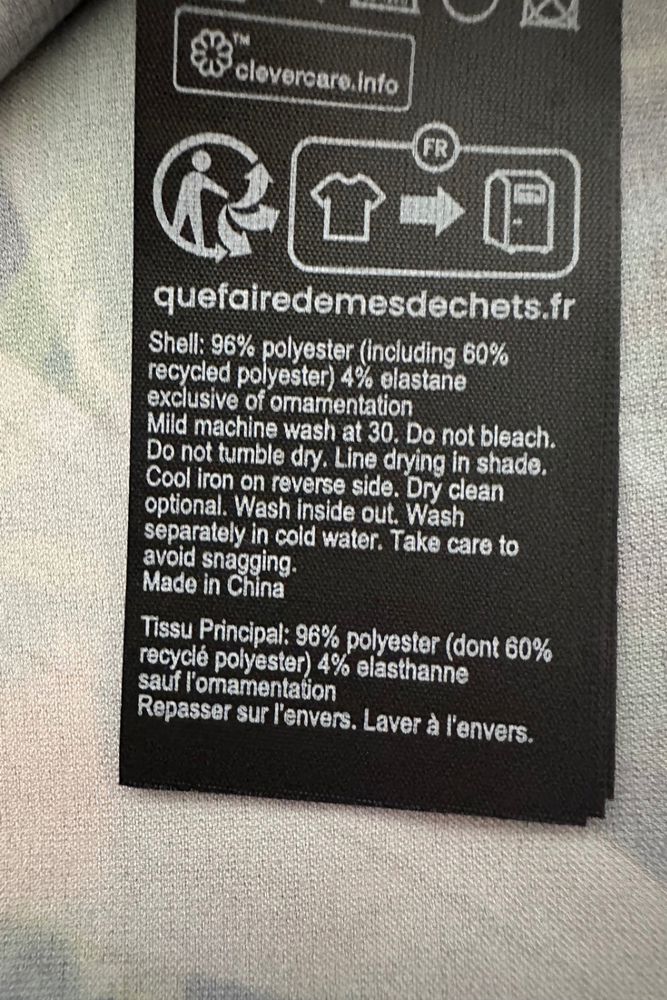 ™
clevercare.info
FR
quefairedemesdechets.fr
Shell: 96% polyester (including 60%
recycled polyester) 4% elastane
exclusive of ornamentation
Mild machine wash at 30. Do not bleach.
Do not tumble dry. Line drying in shade.
Cool iron on reverse side. Dry clean
optional. Wash inside out. Wash
separately in cold water. Take care to
avoid snagging.
Made in China
Tissu Principal: 96% polyester (dont 60%
recyclé polyester) 4% elasthanne
sauf l'ornamentation
Repasser sur l'envers. Laver à l'envers.